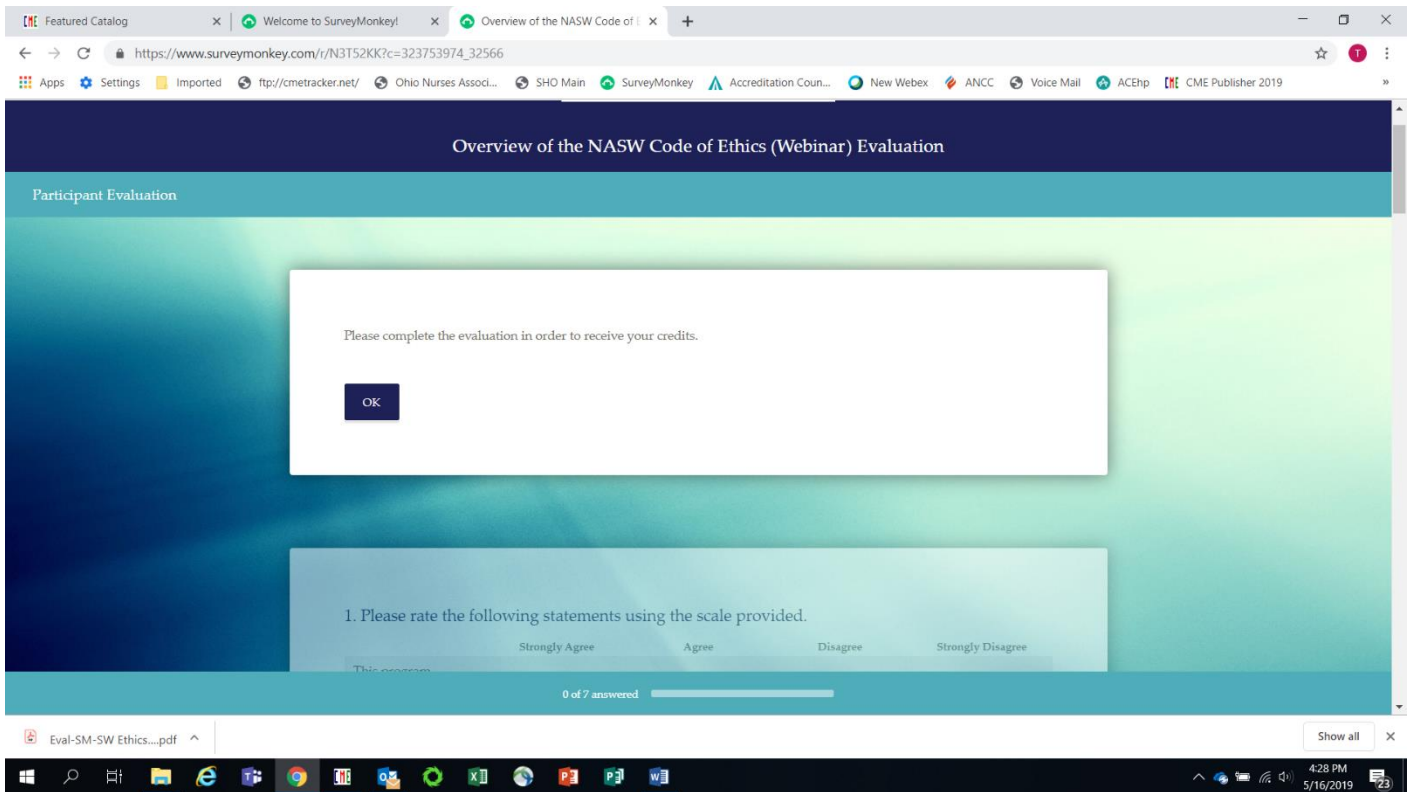 CME Featured Catalog
Welcome to SurveyMonkey!
Overview of the NASW Code of E
https://www.surveymonkey.com/r/N3T52KK?c=323753974_32566
T
Apps Settings Imported ftp://cmetracker.net/ Ohio Nurses Associ... SHO Main SurveyMonkey Accreditation Coun... New Webex ANCC Voice Mail ACEhp CME CME Publisher 2019 »
Overview of the NASW Code of Ethics (Webinar) Evaluation
Participant Evaluation
Please complete the evaluation in order to receive your credits.
OK
1. Please rate the following statements using the scale provided.
Strongly Agree Agree Disagree Strongly Disagree
This program
0 of 7 answered
Eval-SM-SW Ethics....pdf
Show all
4:28 PM
5/16/2019
23